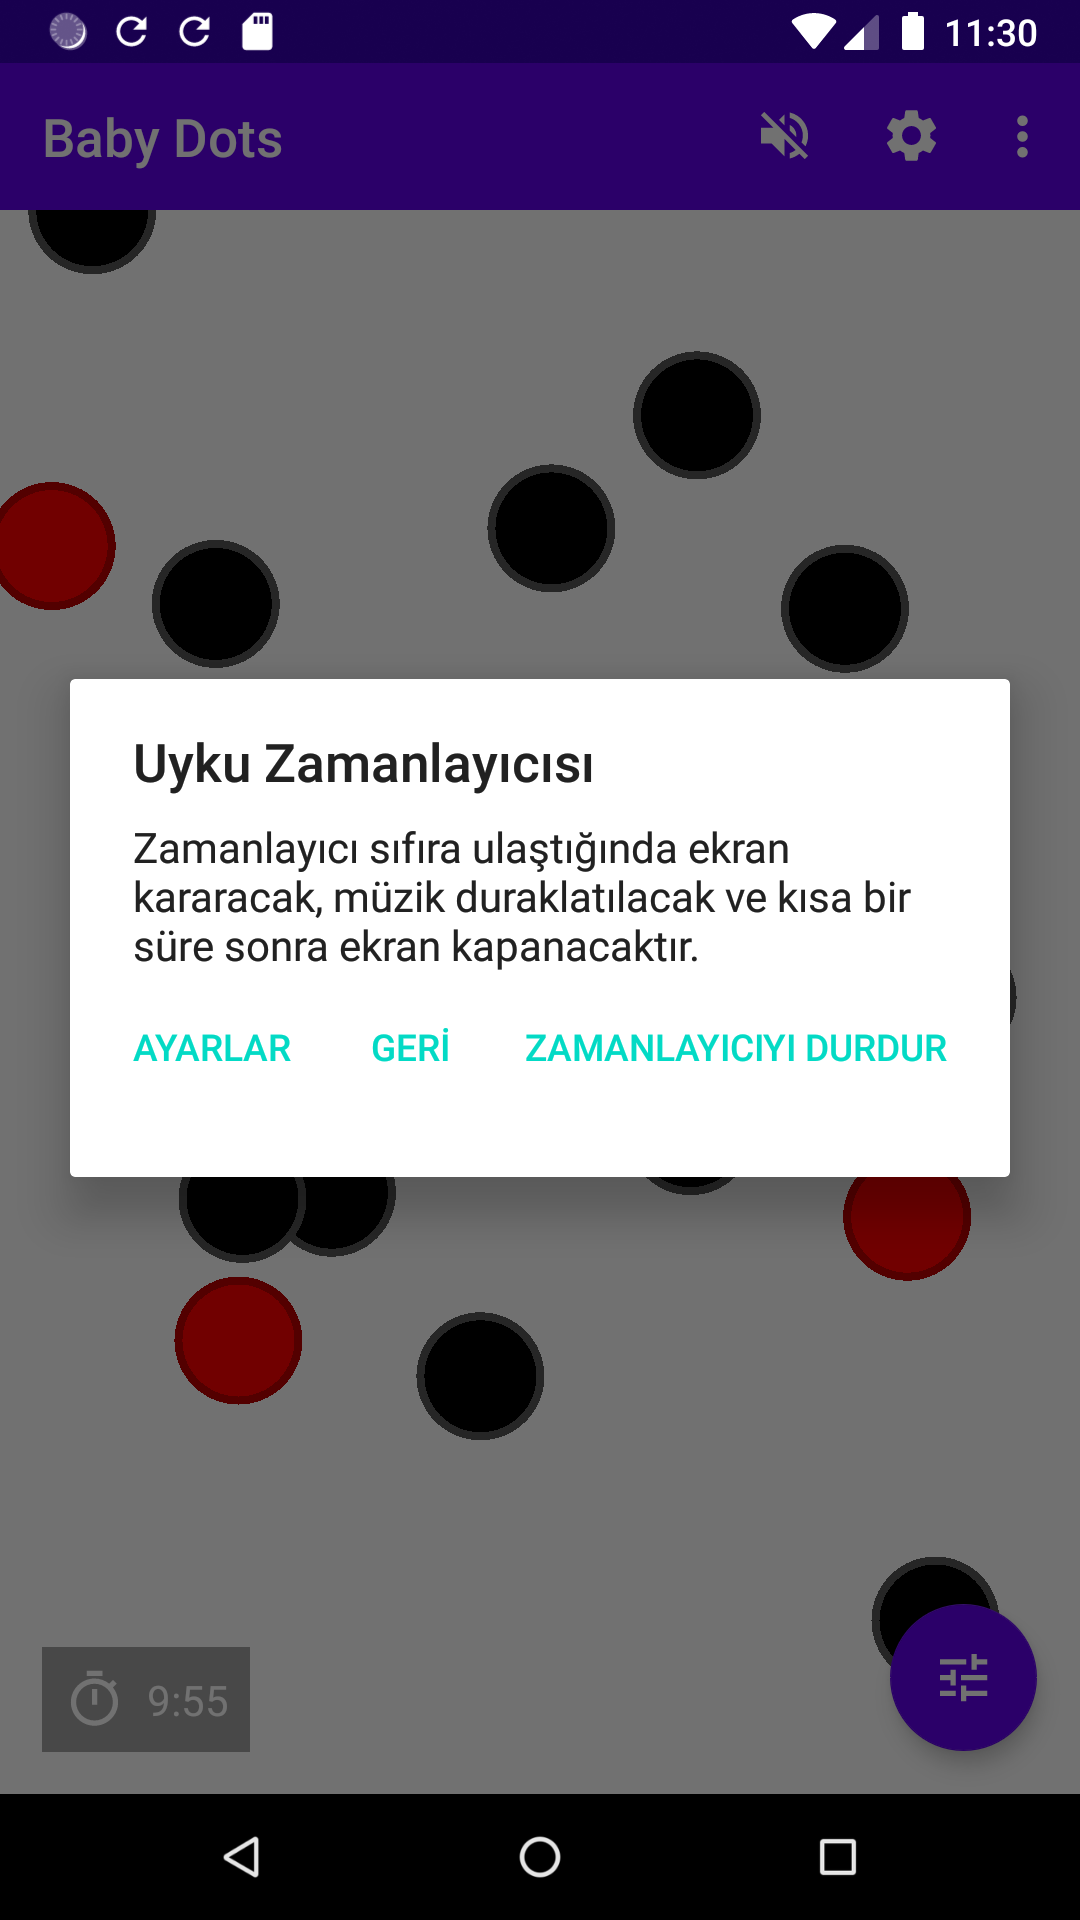 11:30
Baby Dots
Uyku Zamanlayıcısı
Zamanlayıcı sıfıra ulaştığında ekran
kararacak, müzik duraklatılacak ve kısa bir
süre sonra ekran kapanacaktır.
AYARLAR GERİ ZAMANLAYICIYI DURDUR
9:55